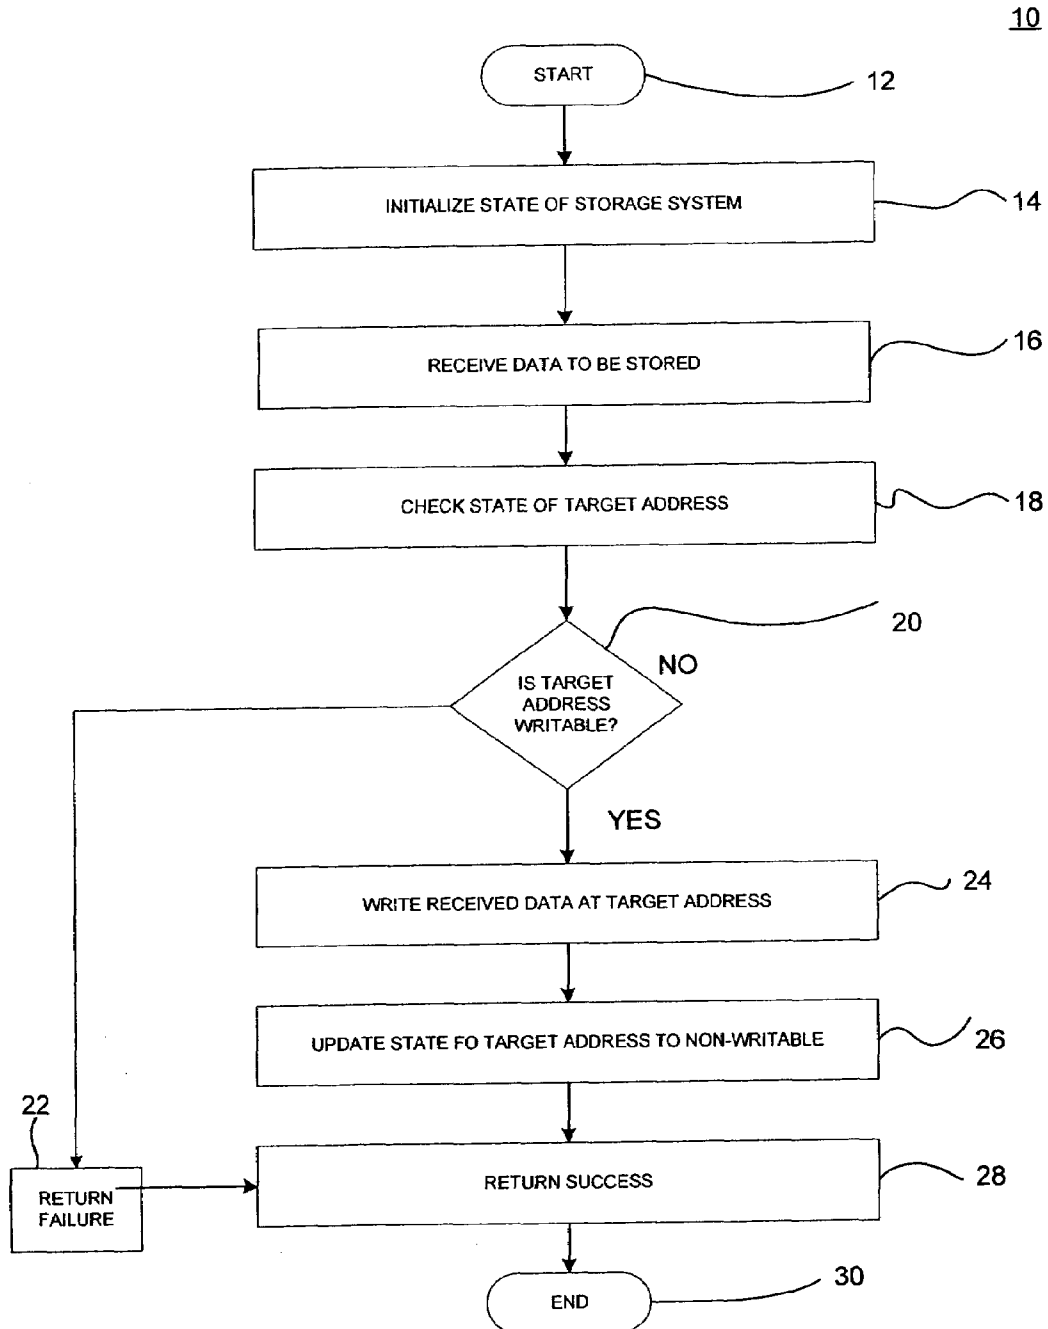 10
START
12
INITIALIZE STATE OF STORAGE SYSTEM
14
RECEIVE DATA TO BE STORED
16
CHECK STATE OF TARGET ADDRESS
18
20
NO
IS TARGET
ADDRESS
WRITABLE?
YES
WRITE RECEIVED DATA AT TARGET ADDRESS
24
UPDATE STATE FO TARGET ADDRESS TO NON-WRITABLE
26
22
RETURN
FAILURE
RETURN SUCCESS
28
END
30